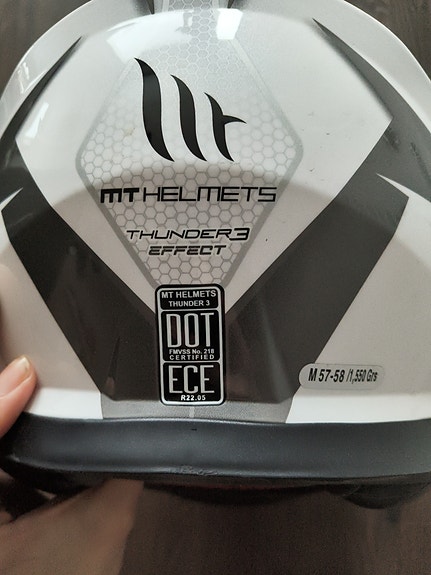 MT HELMETS
THUNDER3
EFFECT
MT HELMETS
THUNDER 3
DOT
FMVSS No. 218
CERTIFIED
ECE
R22.05
M 57-58 /1,550 Grs